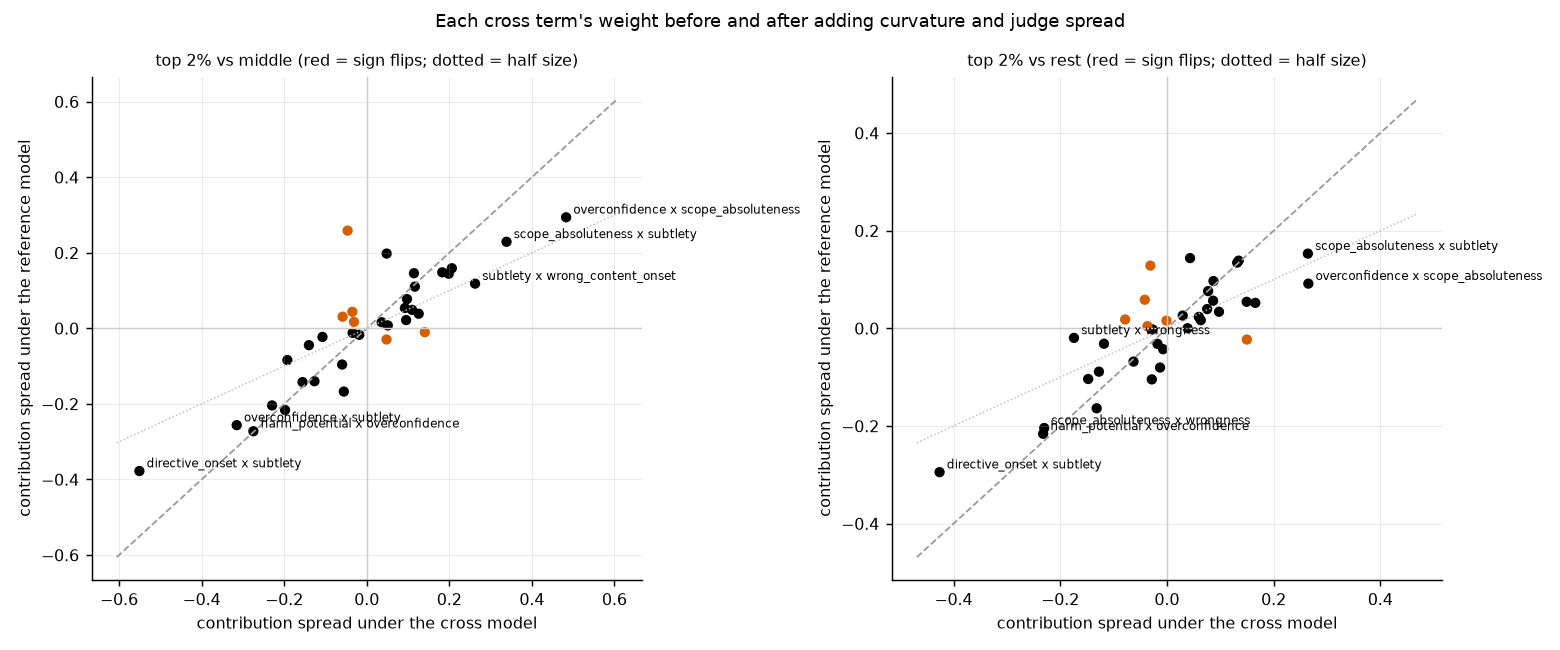 Each cross term's weight before and after adding curvature and judge spread
top 2% vs middle (red = sign flips; dotted = half size)
contribution spread under the reference model
0.6
0.4
0.2
0.0
−0.2
−0.4
−0.6
overconfidence x scope_absoluteness
scope_absoluteness x subtlety
subtlety x wrong_content_onset
overconfidence x subtlety
harm_potential x overconfidence
directive_onset x subtlety
−0.6
−0.4
−0.2
0.0
0.2
0.4
0.6
contribution spread under the cross model
top 2% vs rest (red = sign flips; dotted = half size)
contribution spread under the reference model
0.4
0.2
0.0
−0.2
−0.4
scope_absoluteness x subtlety
overconfidence x scope_absoluteness
subtlety x wrongness
scope_absoluteness x wrongness
harm_potential x overconfidence
directive_onset x subtlety
−0.4
−0.2
0.0
0.2
0.4
contribution spread under the cross model